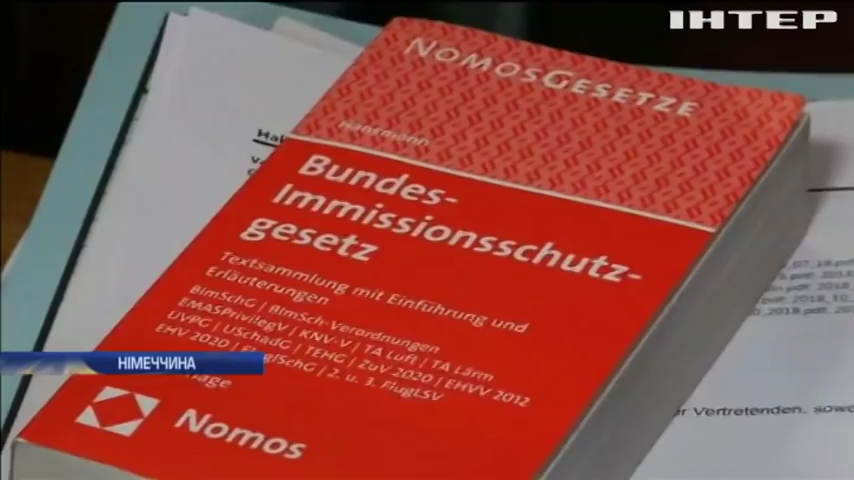 ІНТЕР
NOMOSGESETZE
Hansmann
Bundes-
Immissionsschutz-
gesetz
Textsammlung mit Einführung und
Erläuterungen
BImSchG | BImSch-Verordnungen
EMASPrivilegV | KNV-V | TA Luft | TA Lärm
UVPG | USchadG | TEHG | ZuV 2020 | EHVV 2012
EHV 2020 | FluglSchG | 2. u. 3. FlugLSV
Nomos
НІМЕЧЧИНА
er Vertretenden, sowe